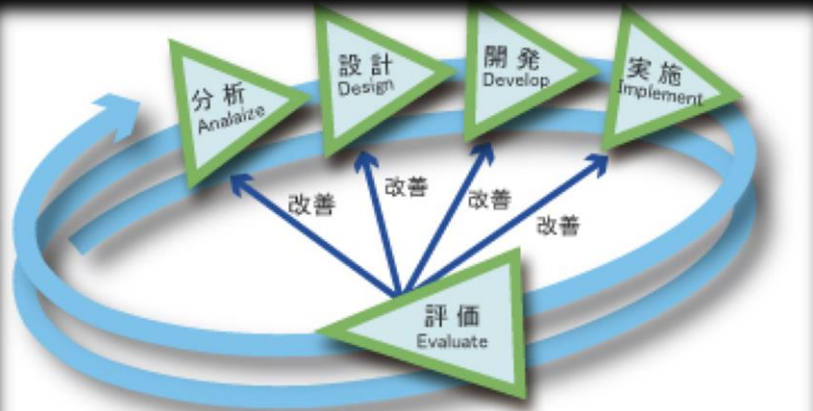 分析
Analaize
設計
Design
開発
Develop
実施
Implement
改善
改善
改善
改善
評価
Evaluate